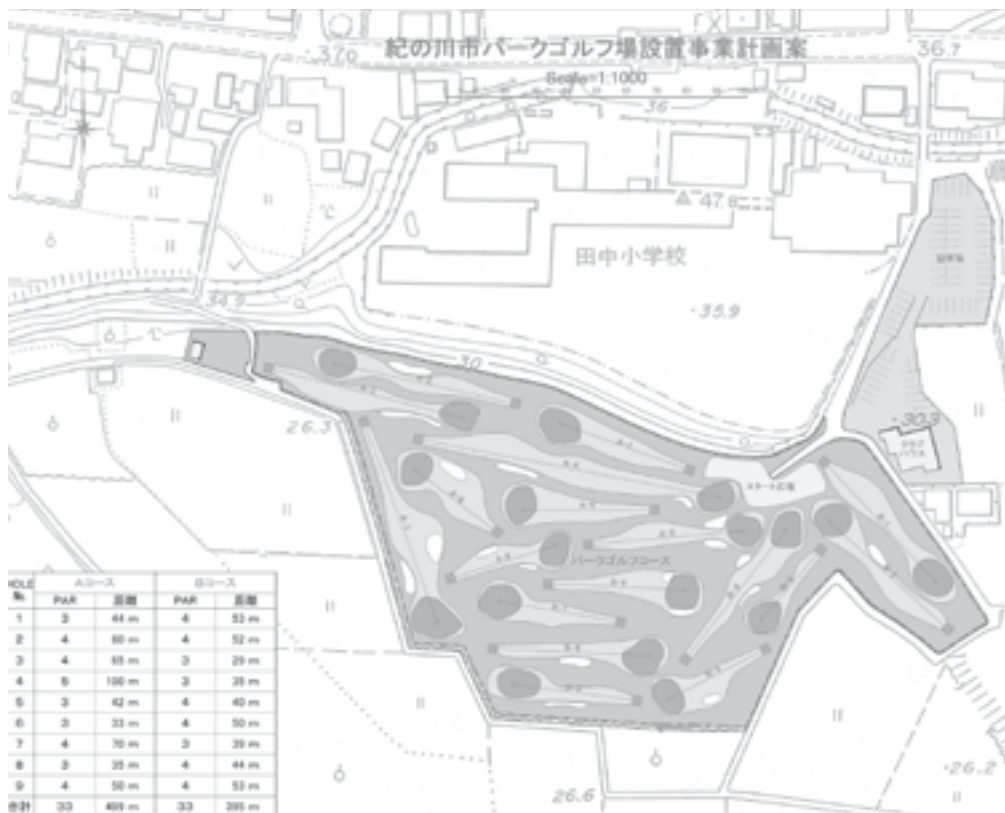 紀の川市パークゴルフ場設置事業計画案
Scale=1:1000
37.0
36.7
36
47.8
田中小学校
駐車場
34.9
35.9
30
30.3
クラブ
ハウス
26.3
スタート広場
パークゴルフコース
26.2
26.6
HOLE No. Aコース Bコース
PAR 距離 PAR 距離
1 3 44 m 4 53 m
2 4 60 m 4 52 m
3 4 65 m 3 29 m
4 5 100 m 3 35 m
5 3 42 m 4 40 m
6 3 33 m 4 50 m
7 4 70 m 3 39 m
8 3 35 m 4 44 m
9 4 50 m 4 53 m
合計 33 33